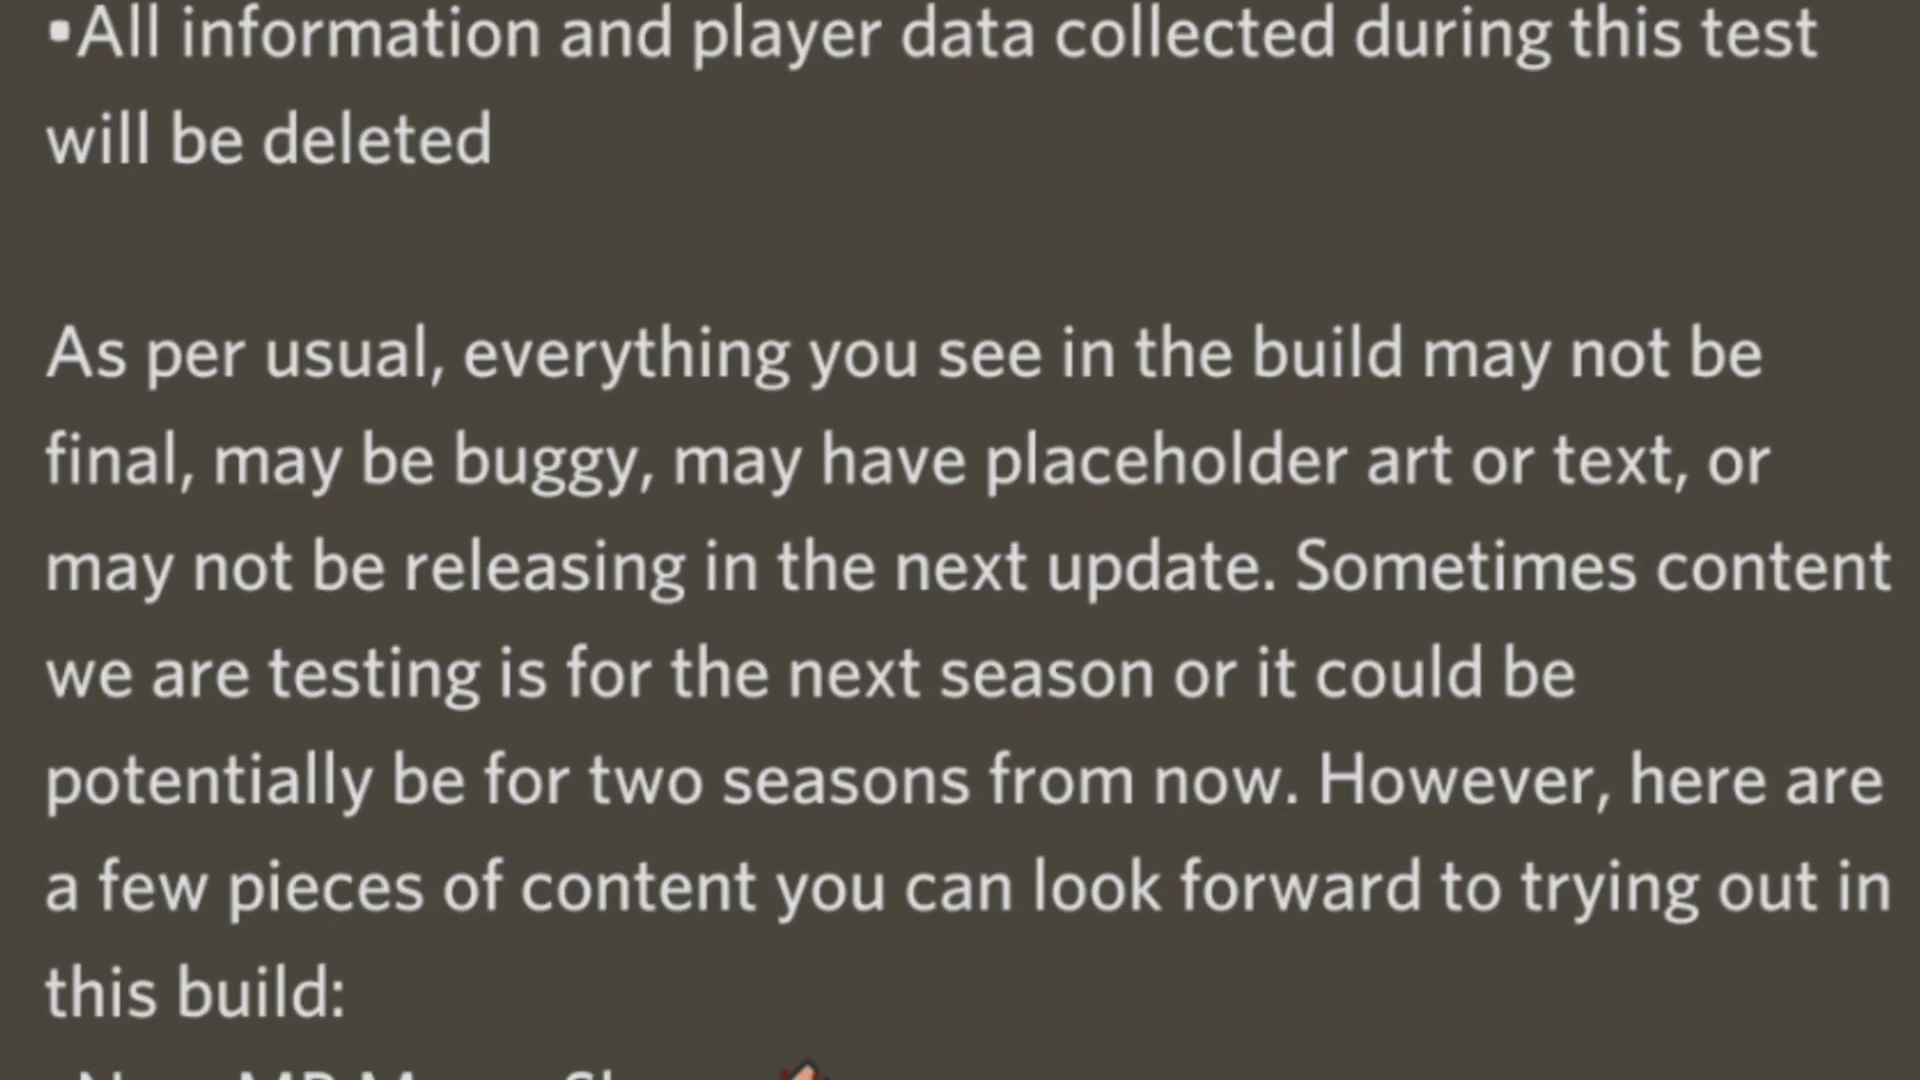 •All information and player data collected during this test
will be deleted
As per usual, everything you see in the build may not be
final, may be buggy, may have placeholder art or text, or
may not be releasing in the next update. Sometimes content
we are testing is for the next season or it could be
potentially be for two seasons from now. However, here are
a few pieces of content you can look forward to trying out in
this build: